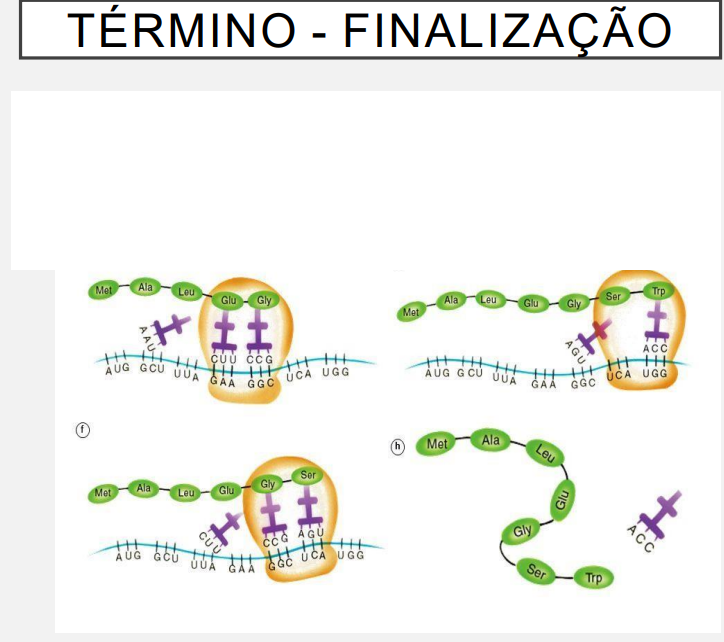 TÉRMINO - FINALIZAÇÃO
Met Ala Leu Glu Gly
AAU
CUU CCG
AUG GCU UUA GAA GGC UCA UGG
Met Ala Leu Glu Gly Ser Trp
AGU
ACC
AUG GCU UUA GAA GGC UCA UGG
f
Met Ala Leu Glu Gly Ser
CUU
CCG AGU
AUG GCU UUA GAA GGC UCA UGG
h
Met Ala Leu
Glu
Gly
Ser Trp
ACC